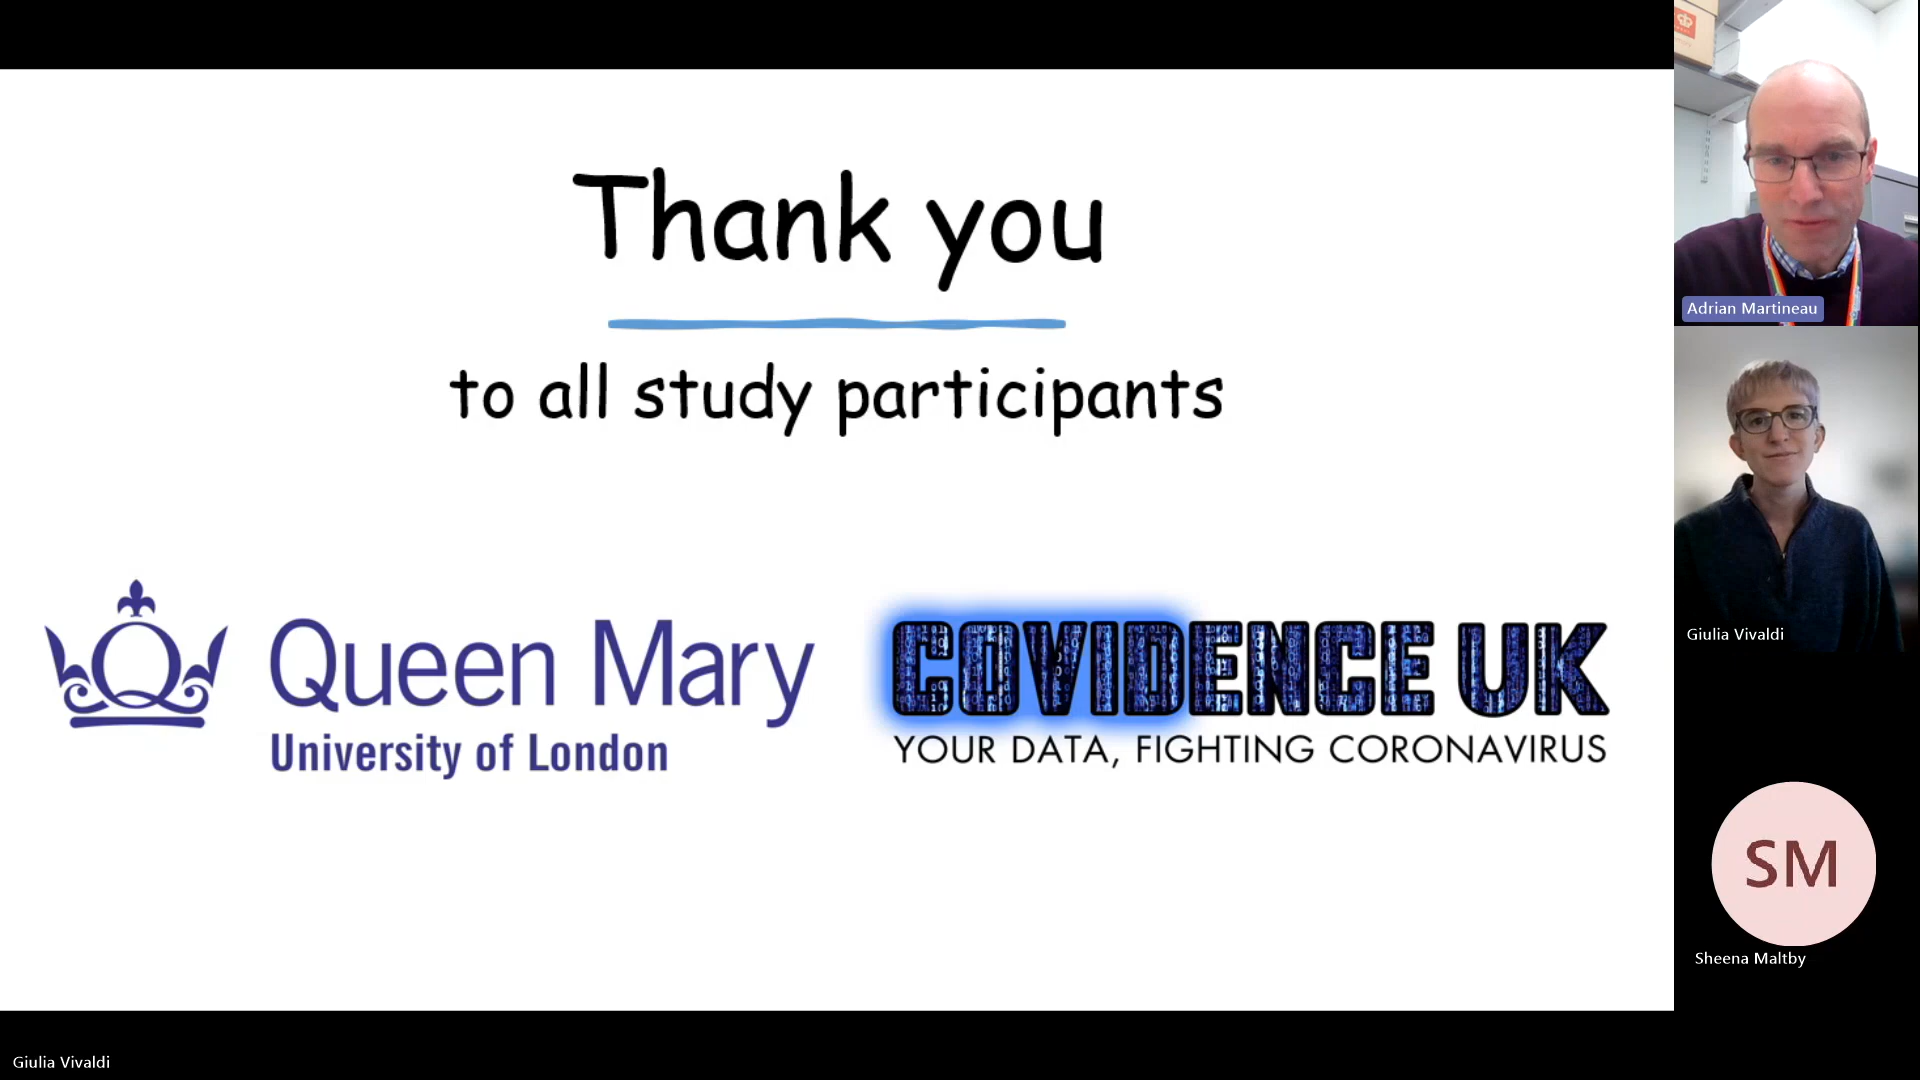 Thank you
to all study participants
Queen Mary
University of London
COVIDENCE UK
YOUR DATA, FIGHTING CORONAVIRUS
Adrian Martineau
Giulia Vivaldi
SM
Sheena Maltby
Giulia Vivaldi